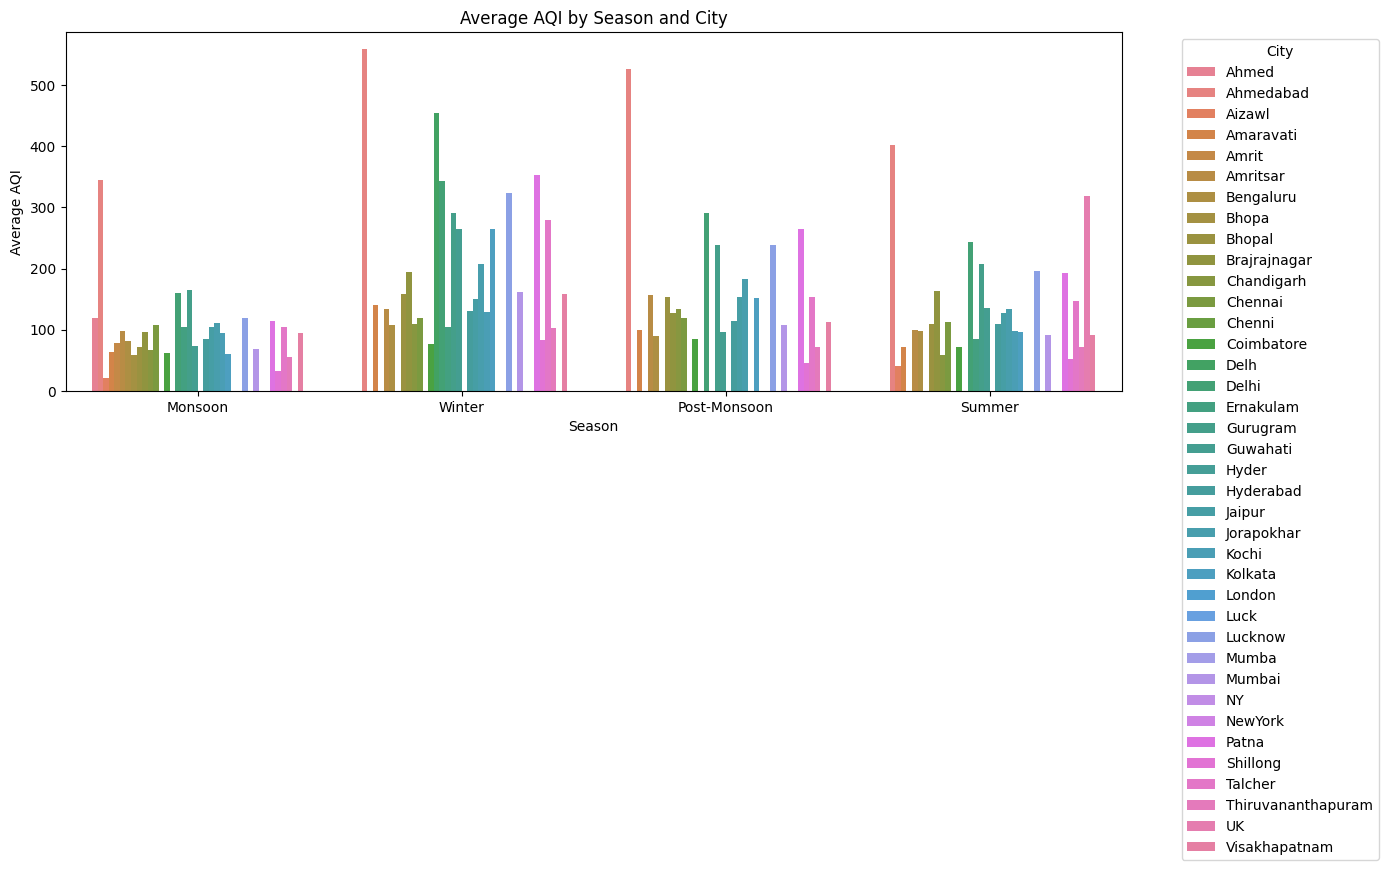 Average AQI by Season and City
Average AQI
500
400
300
200
100
0
Monsoon
Winter
Post-Monsoon
Summer
Season
City
Ahmed
Ahmedabad
Aizawl
Amaravati
Amrit
Amritsar
Bengaluru
Bhopa
Bhopal
Brajrajnagar
Chandigarh
Chennai
Chenni
Coimbatore
Delh
Delhi
Ernakulam
Gurugram
Guwahati
Hyder
Hyderabad
Jaipur
Jorapokhar
Kochi
Kolkata
London
Luck
Lucknow
Mumba
Mumbai
NY
NewYork
Patna
Shillong
Talcher
Thiruvananthapuram
UK
Visakhapatnam